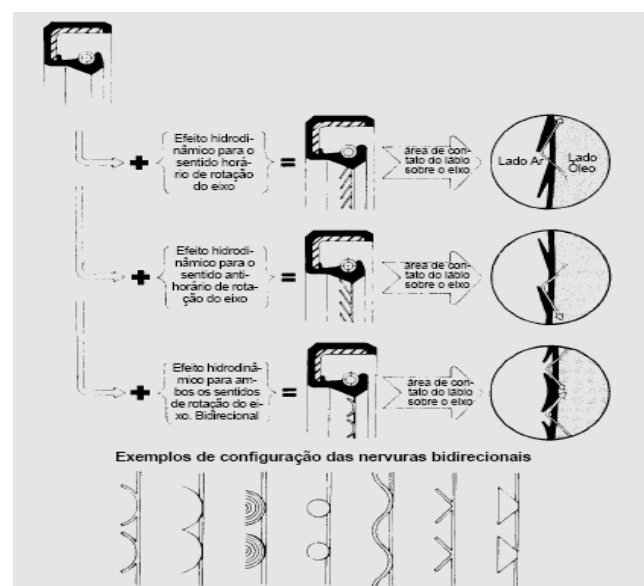 Efeito hidrodi-
nâmico para o
sentido horá-
rio de rotação
do eixo
área de con-
tato do lábio
sobre o eixo
Lado Ar
Lado
Óleo
Efeito hidrodi-
nâmico para o
sentido anti-
horário de rota-
ção do eixo
área de con-
tato do lábio
sobre o eixo
Efeito hidrodinâ-
mico para am-
bos os sentidos
de rotação do ei-
xo. Bidirecional
área de con-
tato do lábio
sobre o eixo
Exemplos de configuração das nervuras bidirecionais